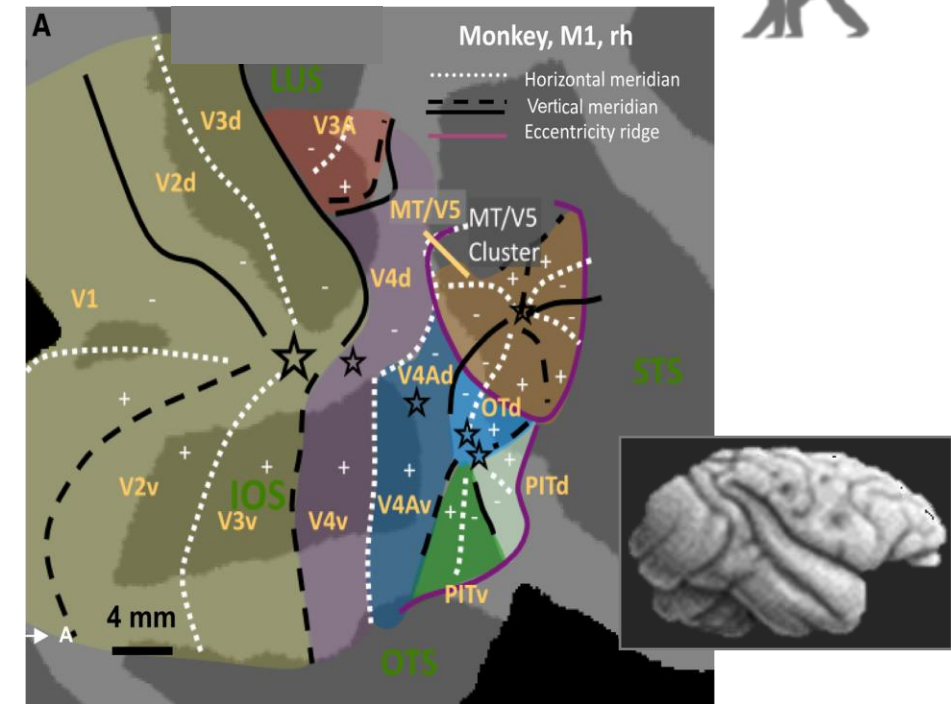 A
Monkey, M1, rh
Horizontal meridian
Vertical meridian
Eccentricity ridge
LUS
V3d
V3A
-
+
V2d
MT/V5
MT/V5
Cluster
+
+
-
-
-
V4d
-
V1
-
-
-
-
-
V4Ad
STS
+
+
+
-
OTd
+
+
+
+
+
+
PITd
V2v
IOS
V3v
V4v
V4Av
-
+
-
PITv
4 mm
A
OTS